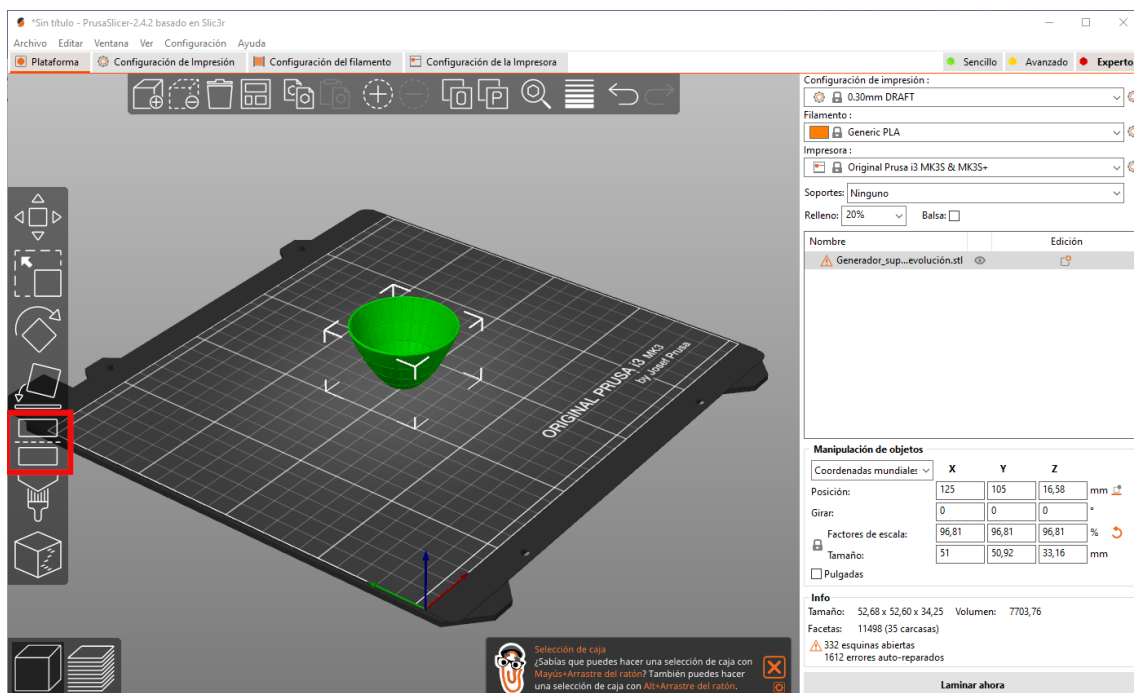 *Sin título - PrusaSlicer-2.4.2 basado en Slic3r
Archivo Editar Ventana Ver Configuración Ayuda
Plataforma Configuración de Impresión Configuración del filamento Configuración de la Impresora Sencillo Avanzado Experto
Configuración de impresión :
0.30mm DRAFT
Filamento :
Generic PLA
Impresora :
Original Prusa i3 MK3S & MK3S+
Soportes: Ninguno
Relleno: 20% Balsa:
Nombre Edición
Generador_sup...evolución.stl
ORIGINAL PRUSA i3 MK3
by Josef Prusa
Manipulación de objetos
Coordenadas mundiales X Y Z
Posición: 125 105 16,58 mm
Girar: 0 0 0 °
Factores de escala: 96,81 96,81 96,81 %
Tamaño: 51 50,92 33,16 mm
Pulgadas
Info
Tamaño: 52,68 x 52,60 x 34,25 Volumen: 7703,76
Facetas: 11498 (35 carcasas)
332 esquinas abiertas
1612 errores auto-reparados
Selección de caja
¿Sabías que puedes hacer una selección de caja con
Mayús+Arrastre del ratón? También puedes hacer
una selección de caja con Alt+Arrastre del ratón.
Laminar ahora